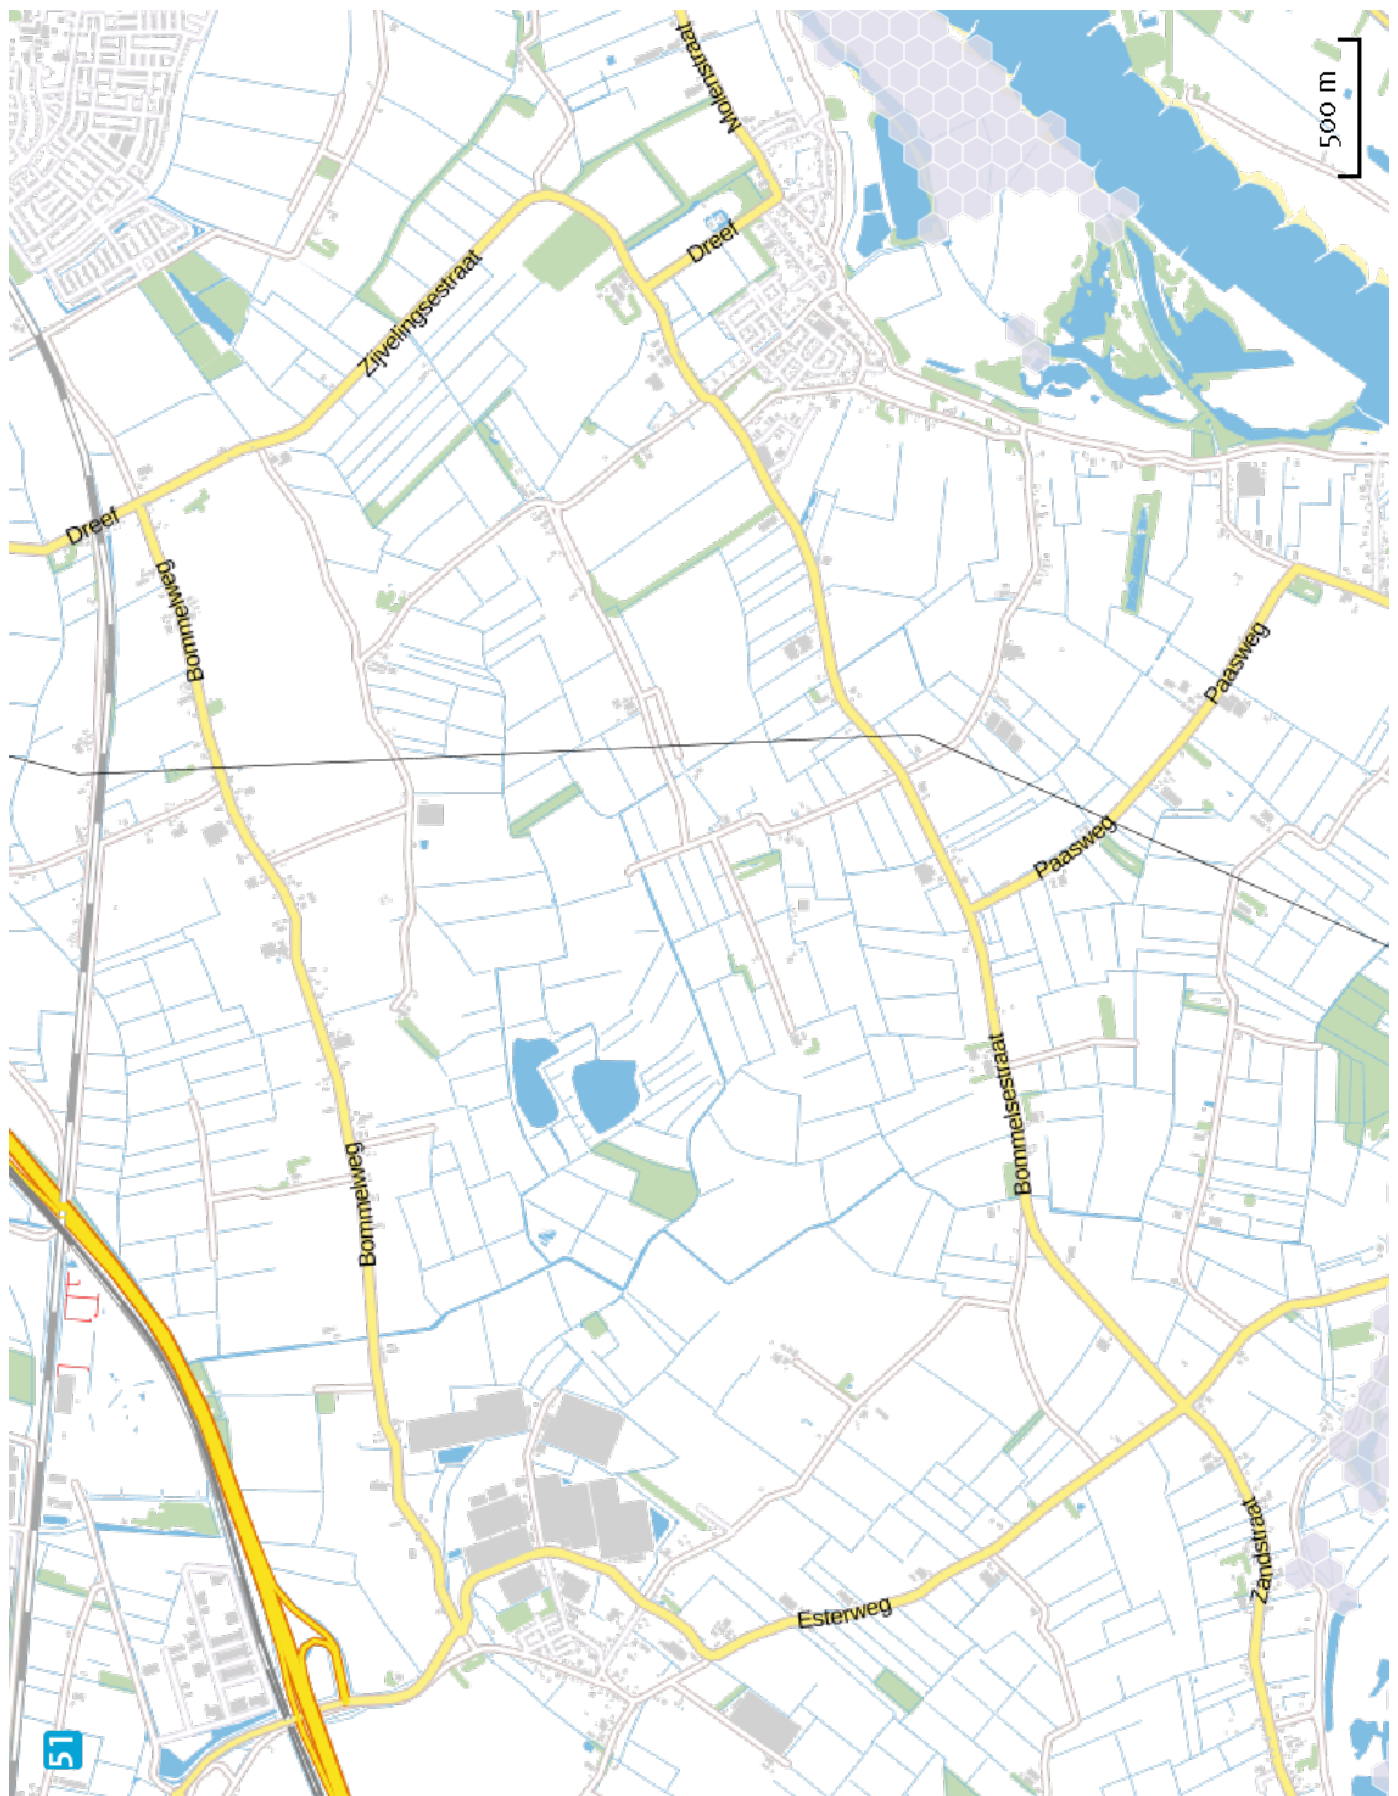 Molenstraat
500 m
Dreef
Zijvelingsestraat
Dreef
Bommelweg
Paasweg
Paasweg
Bommelsestraat
Bommelweg
Zandstraat
Esterweg
51